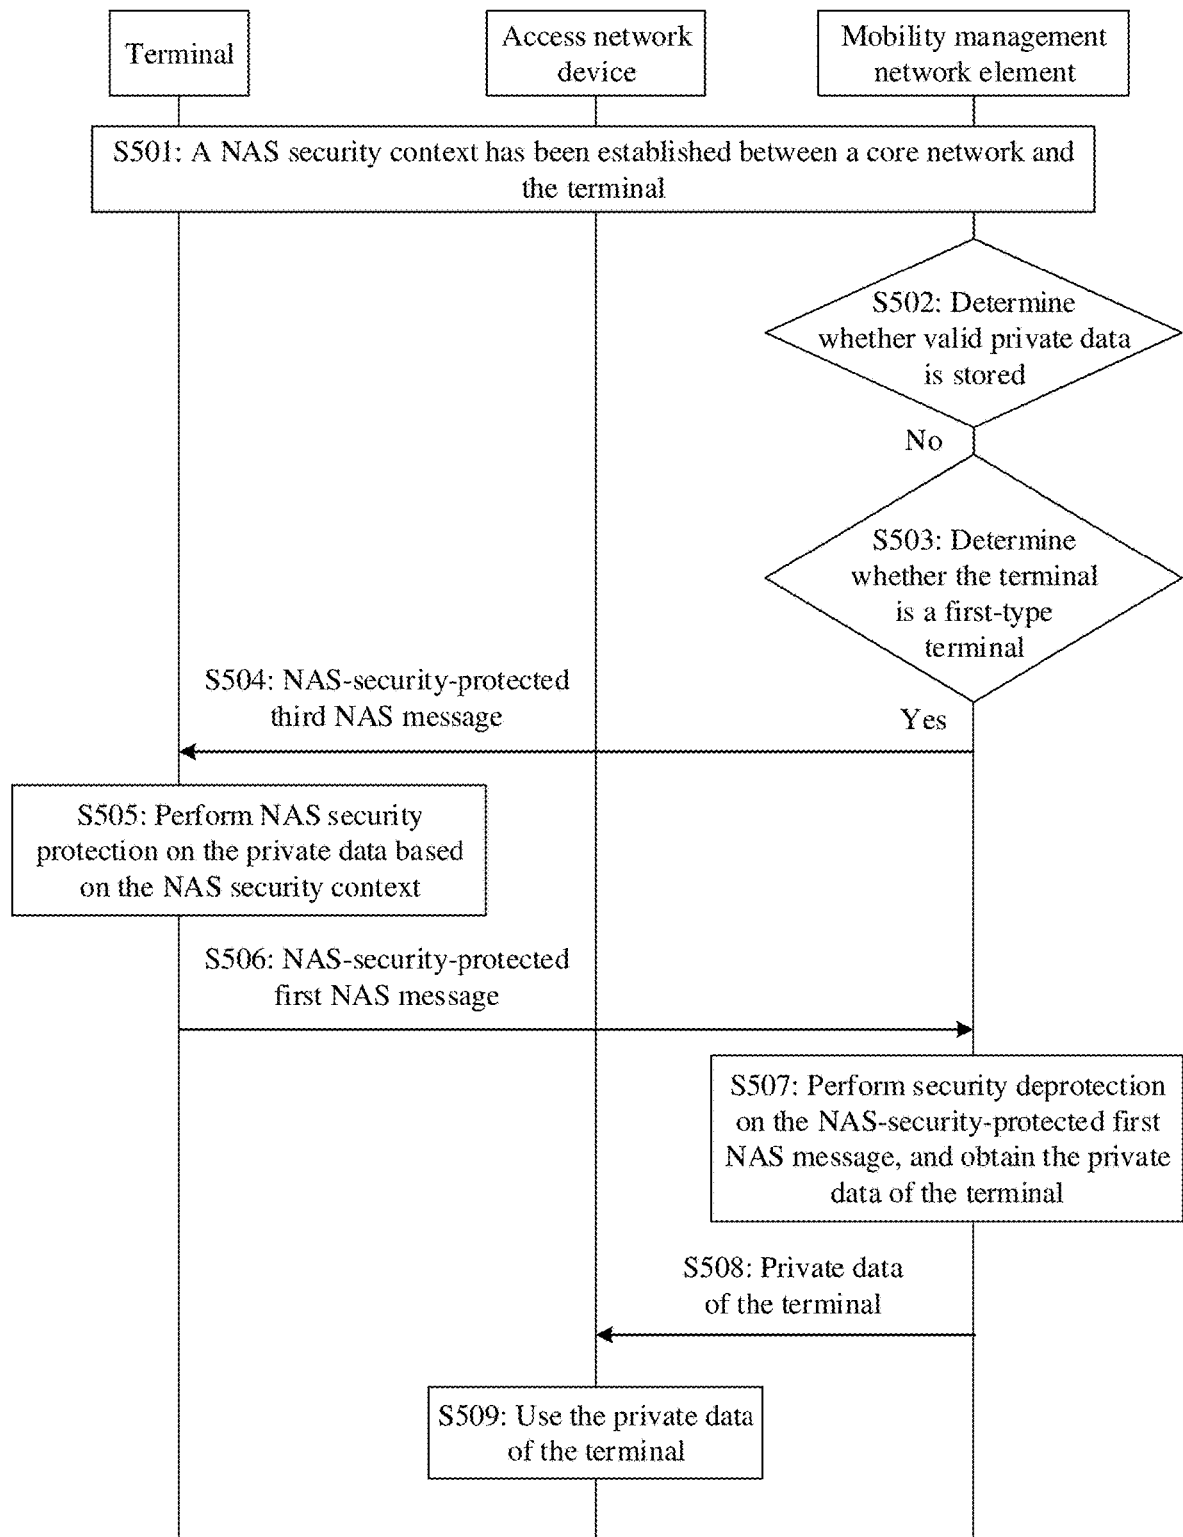 Terminal
Access network
device
Mobility management
network element
S501: A NAS security context has been established between a core network and
the terminal
S502: Determine
whether valid private data
is stored
No
S503: Determine
whether the terminal
is a first-type
terminal
Yes
S504: NAS-security-protected
third NAS message
S505: Perform NAS security
protection on the private data based
on the NAS security context
S506: NAS-security-protected
first NAS message
S507: Perform security deprotection
on the NAS-security-protected first
NAS message, and obtain the private
data of the terminal
S508: Private data
of the terminal
S509: Use the private data
of the terminal